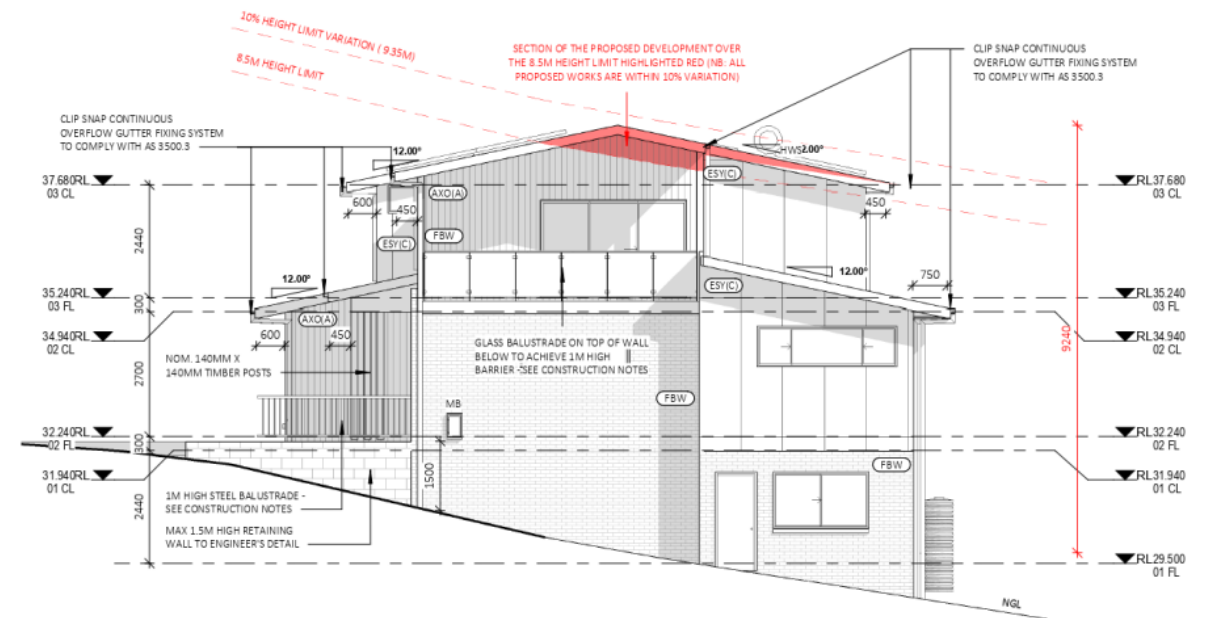 10% HEIGHT LIMIT VARIATION ( 9.35M)
8.5M HEIGHT LIMIT
SECTION OF THE PROPOSED DEVELOPMENT OVER
THE 8.5M HEIGHT LIMIT HIGHLIGHTED RED (NB: ALL
PROPOSED WORKS ARE WITHIN 10% VARIATION)
CLIP SNAP CONTINUOUS
OVERFLOW GUTTER FIXING SYSTEM
TO COMPLY WITH AS 3500.3
CLIP SNAP CONTINUOUS
OVERFLOW GUTTER FIXING SYSTEM
TO COMPLY WITH AS 3500.3
12.00°
HWS
2.00°
37.680RL
03 CL
600
450
AXO(A)
ESY(C)
FBW
ESY(C)
450
RL37.680
03 CL
2440
12.00°
12.00°
750
ESY(C)
35.240RL
03 FL
300
RL35.240
03 FL
AXO(A)
34.940RL
02 CL
600
450
RL34.940
02 CL
9240
GLASS BALUSTRADE ON TOP OF WALL
BELOW TO ACHIEVE 1M HIGH
BARRIER - SEE CONSTRUCTION NOTES
NOM. 140MM X
140MM TIMBER POSTS
2700
FBW
MB
32.240RL
02 FL
300
RL32.240
02 FL
31.940RL
01 CL
FBW
RL31.940
01 CL
1500
2440
1M HIGH STEEL BALUSTRADE -
SEE CONSTRUCTION NOTES
MAX 1.5M HIGH RETAINING
WALL TO ENGINEER'S DETAIL
RL29.500
01 FL
NGL